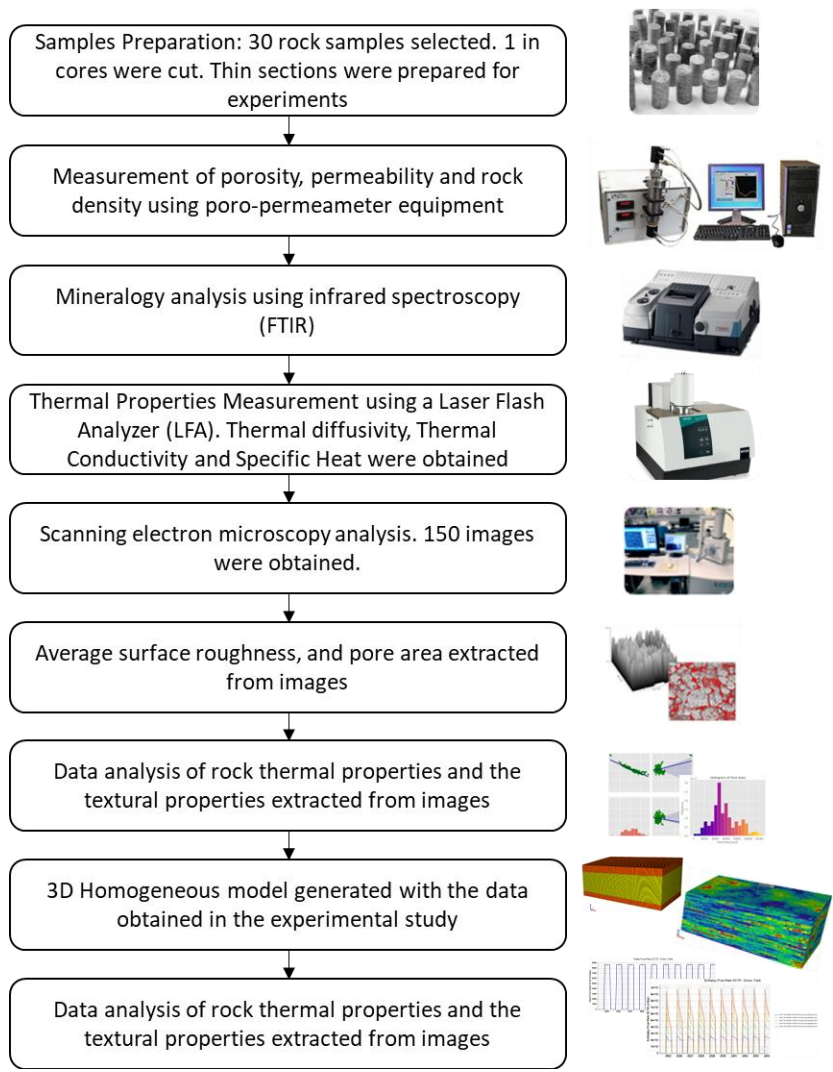 Samples Preparation: 30 rock samples selected. 1 in
cores were cut. Thin sections were prepared for
experiments
Measurement of porosity, permeability and rock
density using poro-permeameter equipment
Mineralogy analysis using infrared spectroscopy
(FTIR)
Thermal Properties Measurement using a Laser Flash
Analyzer (LFA). Thermal diffusivity, Thermal
Conductivity and Specific Heat were obtained
Scanning electron microscopy analysis. 150 images
were obtained.
Average surface roughness, and pore area extracted
from images
Data analysis of rock thermal properties and the
textural properties extracted from images
3D Homogeneous model generated with the data
obtained in the experimental study
Data analysis of rock thermal properties and the
textural properties extracted from images